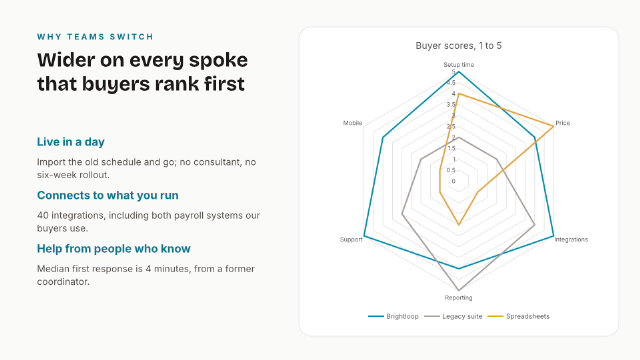 WHY TEAMS SWITCH
Wider on every spoke
that buyers rank first
Live in a day
Import the old schedule and go; no consultant, no
six-week rollout.
Connects to what you run
40 integrations, including both payroll systems our
buyers use.
Help from people who know
Median first response is 4 minutes, from a former
coordinator.
Buyer scores, 1 to 5
Setup time
5
4.5
4
3.5
3
2.5
2
1.5
1
0.5
0
Mobile
Price
Support
Integrations
Reporting
Brightloop
Legacy suite
Spreadsheets